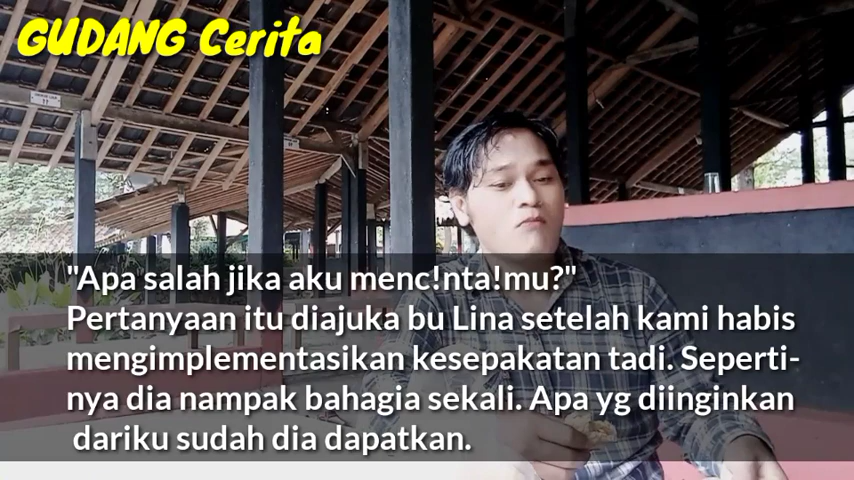 GUDANG Cerita
"Apa salah jika aku menc!nta!mu?"
Pertanyaan itu diajuka bu Lina setelah kami habis
mengimplementasikan kesepakatan tadi. Seperti-
nya dia nampak bahagia sekali. Apa yg diinginkan
dariku sudah dia dapatkan.